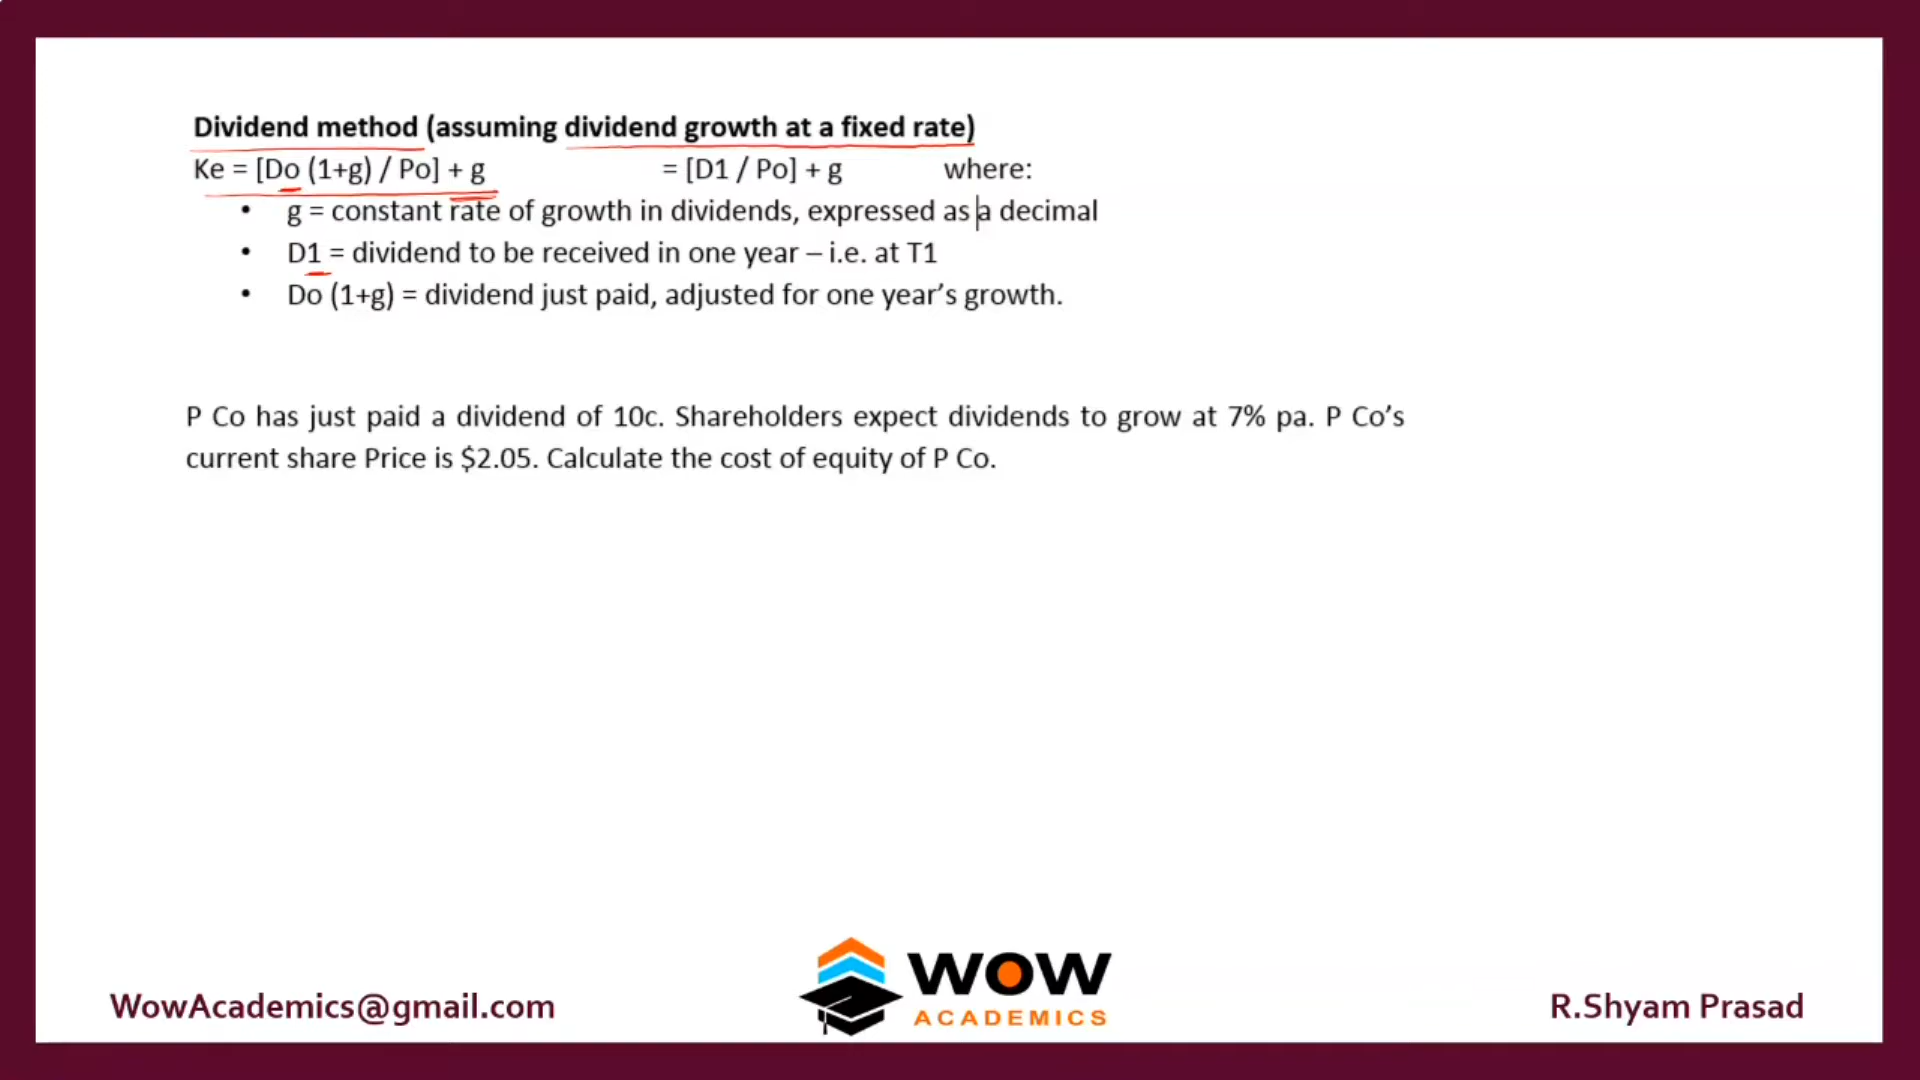 Dividend method (assuming dividend growth at a fixed rate)
Ke = [Do (1+g) / Po] + g = [D1 / Po] + g where:
• g = constant rate of growth in dividends, expressed as a decimal
• D1 = dividend to be received in one year – i.e. at T1
• Do (1+g) = dividend just paid, adjusted for one year’s growth.
P Co has just paid a dividend of 10c. Shareholders expect dividends to grow at 7% pa. P Co’s
current share Price is $2.05. Calculate the cost of equity of P Co.
WowAcademics@gmail.com
WOW
ACADEMICS
R.Shyam Prasad